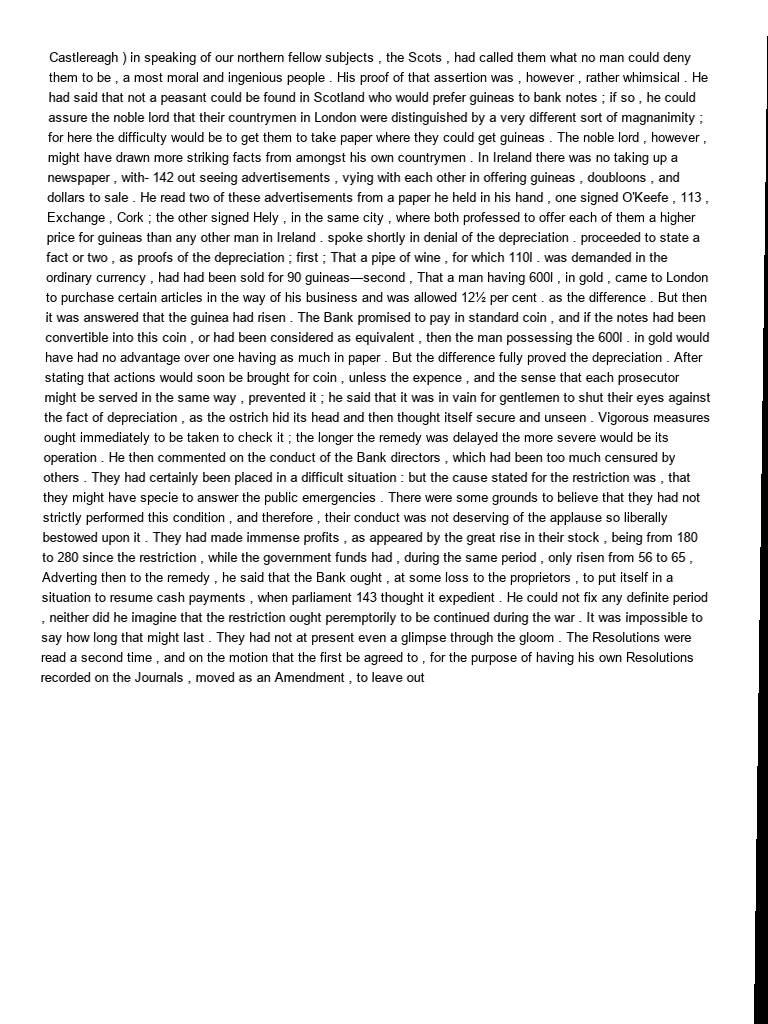 Castlereagh ) in speaking of our northern fellow subjects , the Scots , had called them what no man could deny
them to be , a most moral and ingenious people . His proof of that assertion was , however , rather whimsical . He
had said that not a peasant could be found in Scotland who would prefer guineas to bank notes ; if so , he could
assure the noble lord that their countrymen in London were distinguished by a very different sort of magnanimity ;
for here the difficulty would be to get them to take paper where they could get guineas . The noble lord , however ,
might have drawn more striking facts from amongst his own countrymen . In Ireland there was no taking up a
newspaper , with- 142 out seeing advertisements , vying with each other in offering guineas , doubloons , and
dollars to sale . He read two of these advertisements from a paper he held in his hand , one signed O'Keefe , 113 ,
Exchange , Cork ; the other signed Hely , in the same city , where both professed to offer each of them a higher
price for guineas than any other man in Ireland . spoke shortly in denial of the depreciation . proceeded to state a
fact or two , as proofs of the depreciation ; first ; That a pipe of wine , for which 110l . was demanded in the
ordinary currency , had had been sold for 90 guineas—second , That a man having 600l , in gold , came to London
to purchase certain articles in the way of his business and was allowed 12½ per cent . as the difference . But then
it was answered that the guinea had risen . The Bank promised to pay in standard coin , and if the notes had been
convertible into this coin , or had been considered as equivalent , then the man possessing the 600l . in gold would
have had no advantage over one having as much in paper . But the difference fully proved the depreciation . After
stating that actions would soon be brought for coin , unless the expence , and the sense that each prosecutor
might be served in the same way , prevented it ; he said that it was in vain for gentlemen to shut their eyes against
the fact of depreciation , as the ostrich hid its head and then thought itself secure and unseen . Vigorous measures
ought immediately to be taken to check it ; the longer the remedy was delayed the more severe would be its
operation . He then commented on the conduct of the Bank directors , which had been too much censured by
others . They had certainly been placed in a difficult situation : but the cause stated for the restriction was , that
they might have specie to answer the public emergencies . There were some grounds to believe that they had not
strictly performed this condition , and therefore , their conduct was not deserving of the applause so liberally
bestowed upon it . They had made immense profits , as appeared by the great rise in their stock , being from 180
to 280 since the restriction , while the government funds had , during the same period , only risen from 56 to 65 ,
Adverting then to the remedy , he said that the Bank ought , at some loss to the proprietors , to put itself in a
situation to resume cash payments , when parliament 143 thought it expedient . He could not fix any definite period
, neither did he imagine that the restriction ought peremptorily to be continued during the war . It was impossible to
say how long that might last . They had not at present even a glimpse through the gloom . The Resolutions were
read a second time , and on the motion that the first be agreed to , for the purpose of having his own Resolutions
recorded on the Journals , moved as an Amendment , to leave out